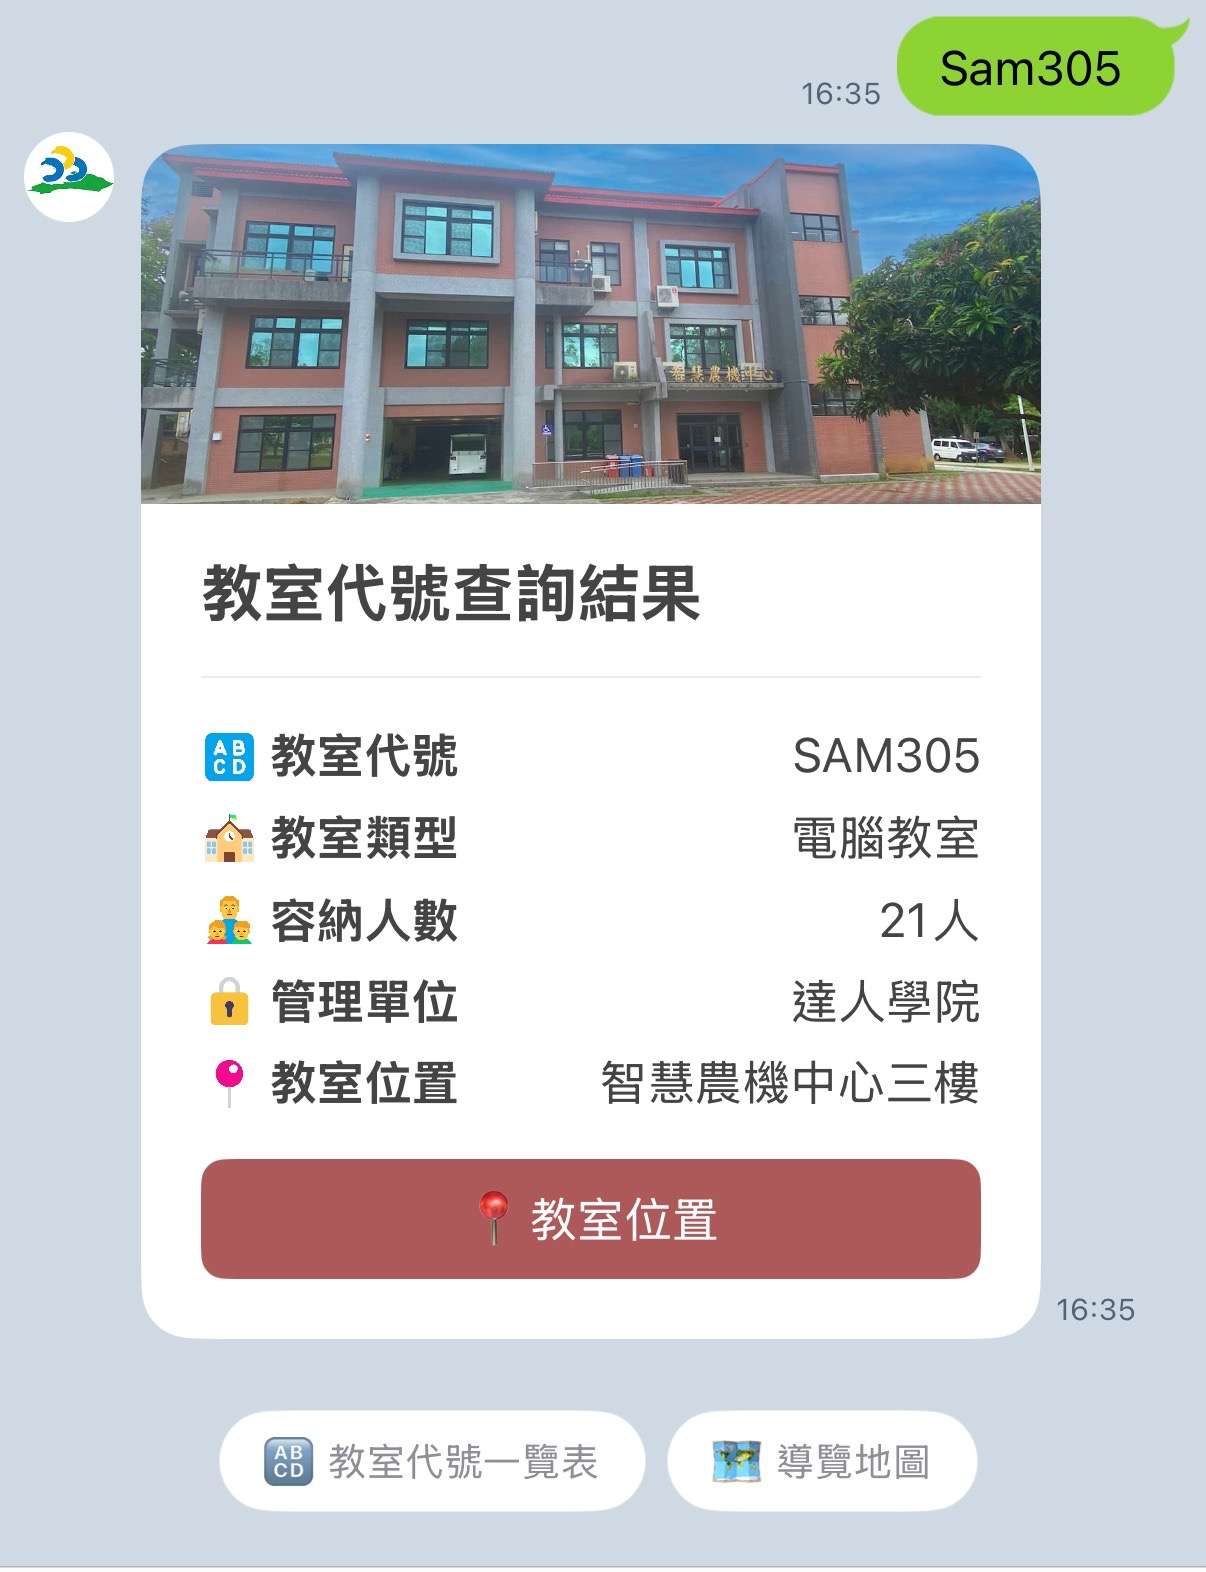 Sam305
16:35
智慧農機中心
教室代號查詢結果
教室代號 SAM305
教室類型 電腦教室
容納人數 21人
管理單位 達人學院
教室位置 智慧農機中心三樓
教室位置
16:35
教室代號一覽表
導覽地圖